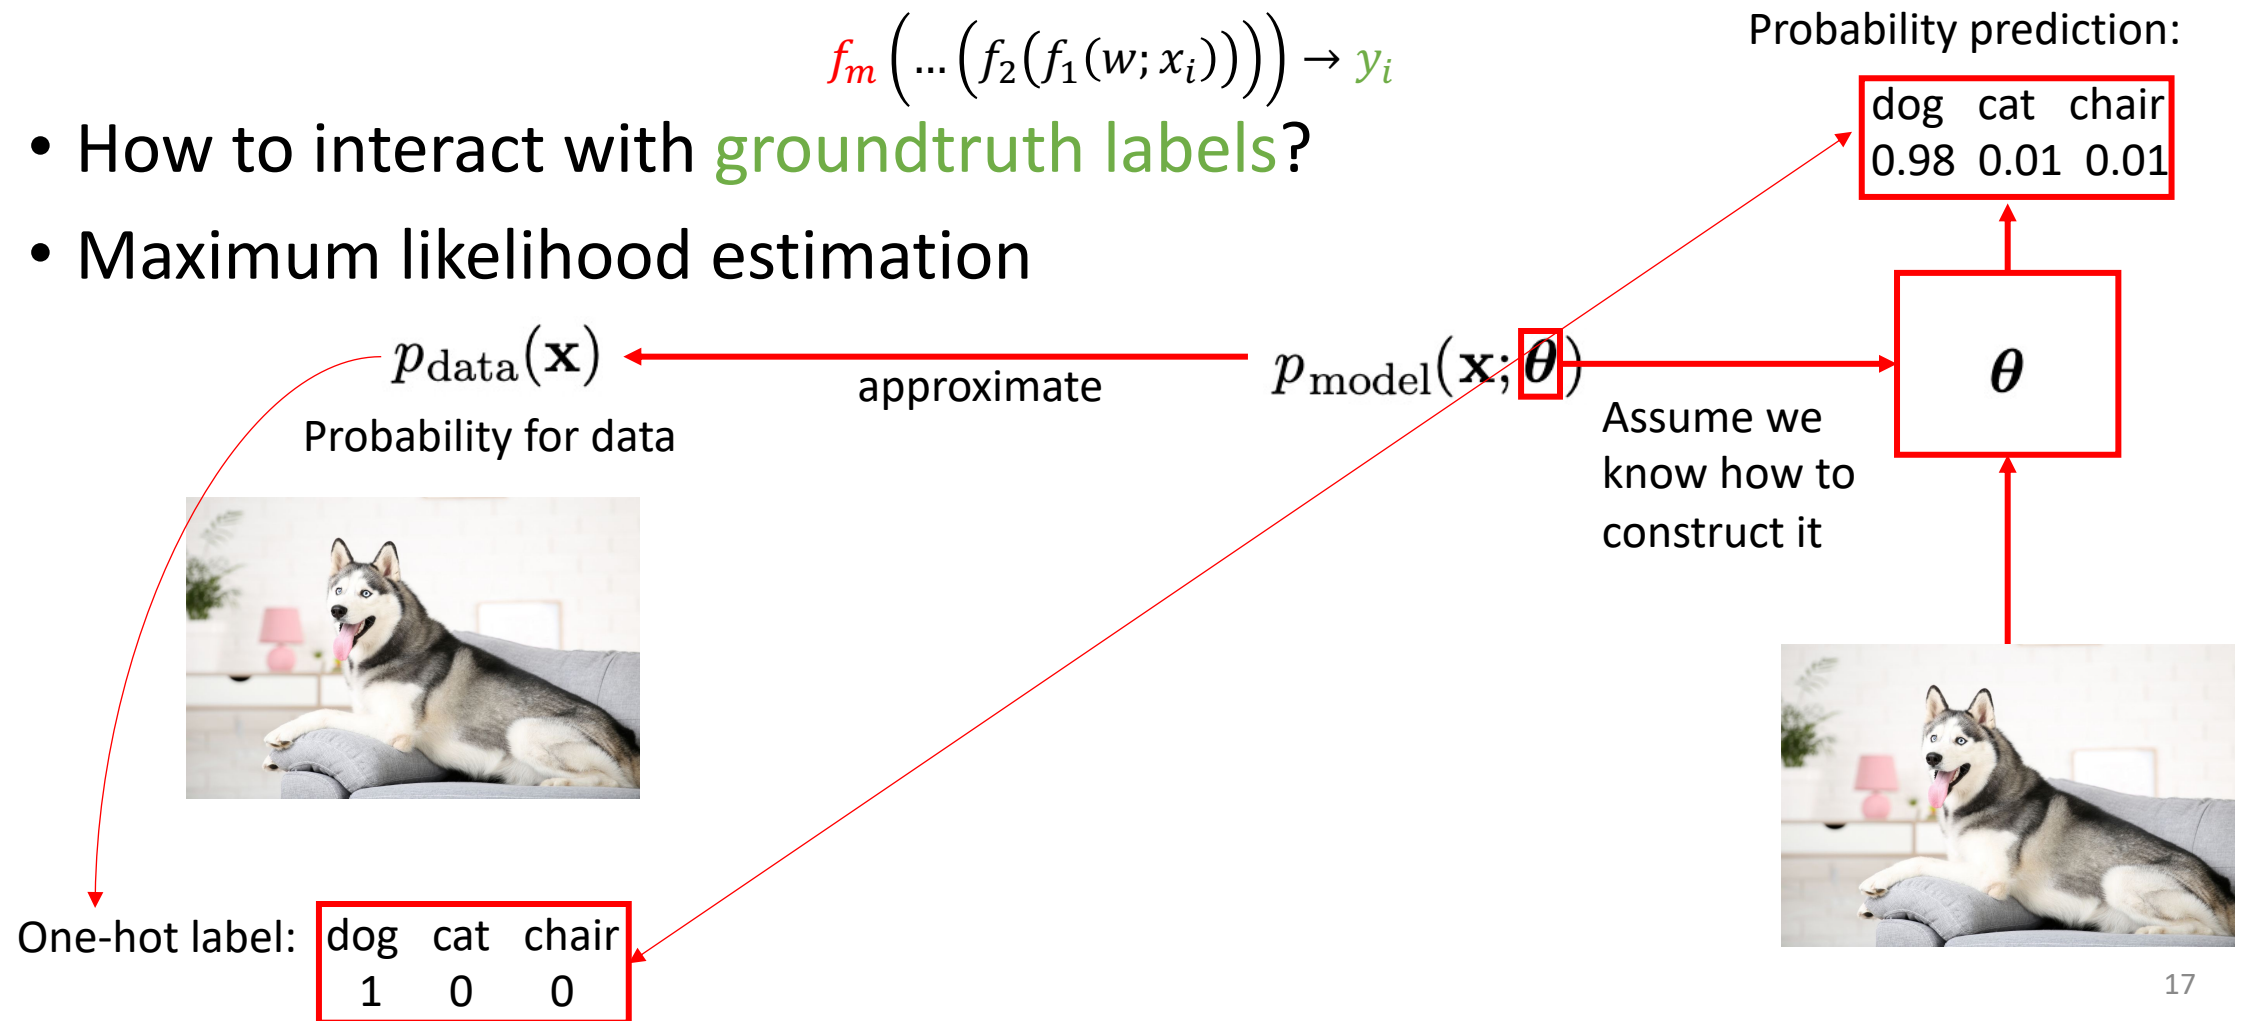 f_m(…(f_2(f_1(w; x_i)))) → y_i
Probability prediction:
dog cat chair
0.98 0.01 0.01
• How to interact with groundtruth labels?
• Maximum likelihood estimation
p_data(x)
approximate
p_model(x; θ)
θ
Probability for data
Assume we
know how to
construct it
One-hot label:
dog cat chair
1 0 0
17